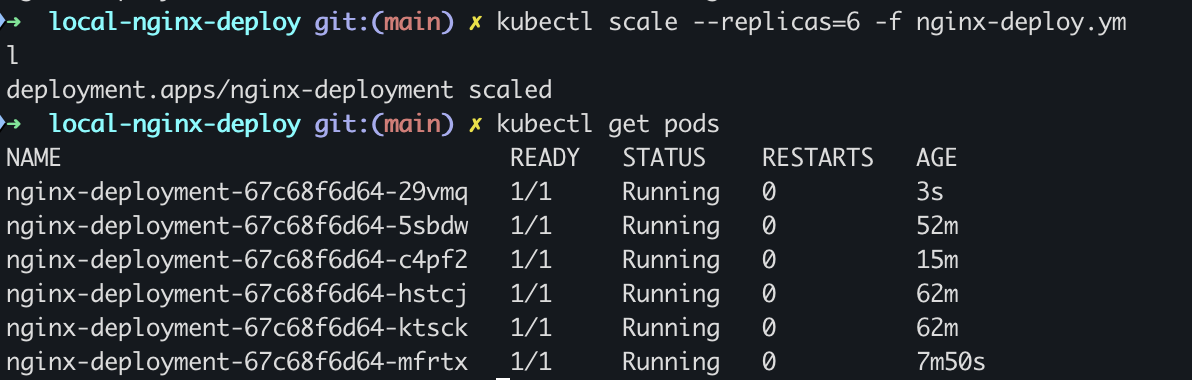 ➜ local-nginx-deploy git:(main) ✗ kubectl scale --replicas=6 -f nginx-deploy.ym
l
deployment.apps/nginx-deployment scaled
➜ local-nginx-deploy git:(main) ✗ kubectl get pods
NAME READY STATUS RESTARTS AGE
nginx-deployment-67c68f6d64-29vmq 1/1 Running 0 3s
nginx-deployment-67c68f6d64-5sbdw 1/1 Running 0 52m
nginx-deployment-67c68f6d64-c4pf2 1/1 Running 0 15m
nginx-deployment-67c68f6d64-hstcj 1/1 Running 0 62m
nginx-deployment-67c68f6d64-ktsck 1/1 Running 0 62m
nginx-deployment-67c68f6d64-mfrtx 1/1 Running 0 7m50s